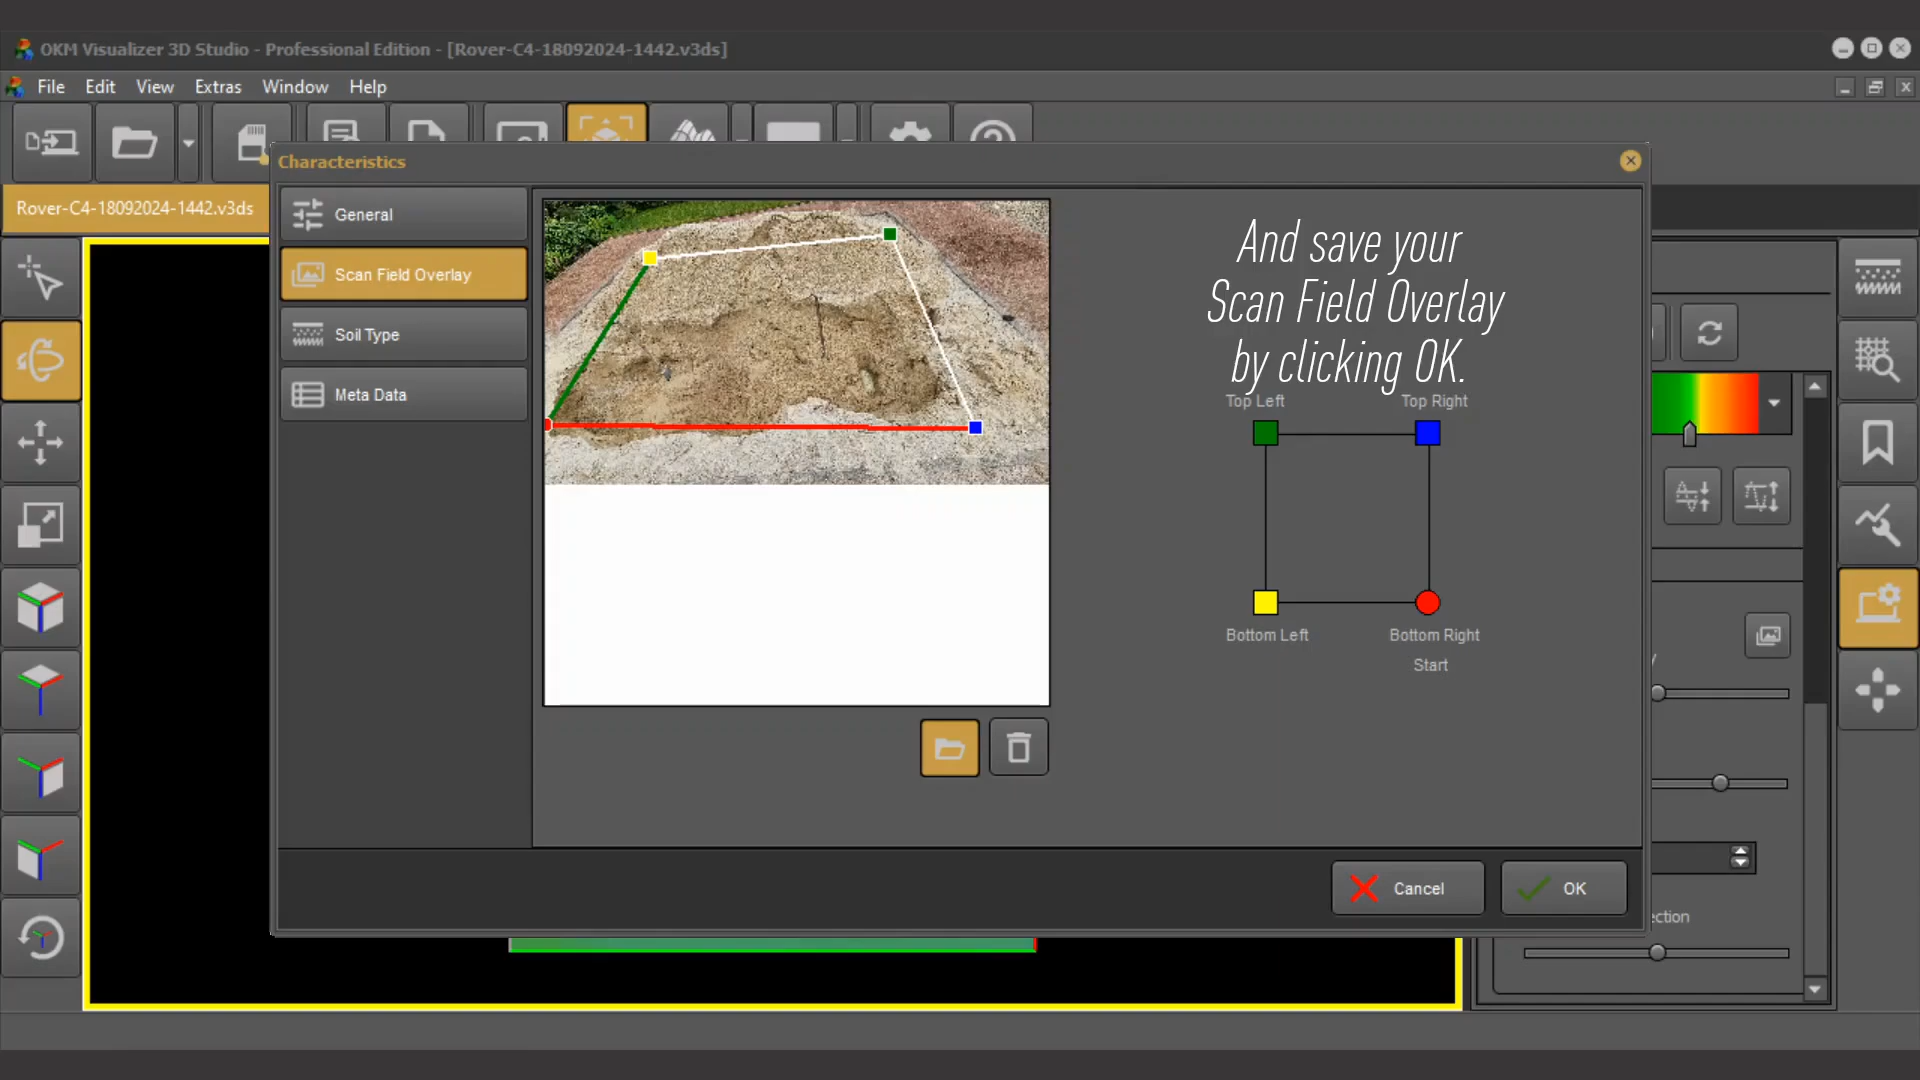 OKM Visualizer 3D Studio - Professional Edition - [Rover-C4-18092024-1442.v3ds]
File Edit View Extras Window Help
Characteristics
Rover-C4-18092024-1442.v3ds
General
Scan Field Overlay
Soil Type
Meta Data
And save your
Scan Field Overlay
by clicking OK.
Top Left Top Right
Bottom Left Bottom Right
Start
Cancel OK
ection